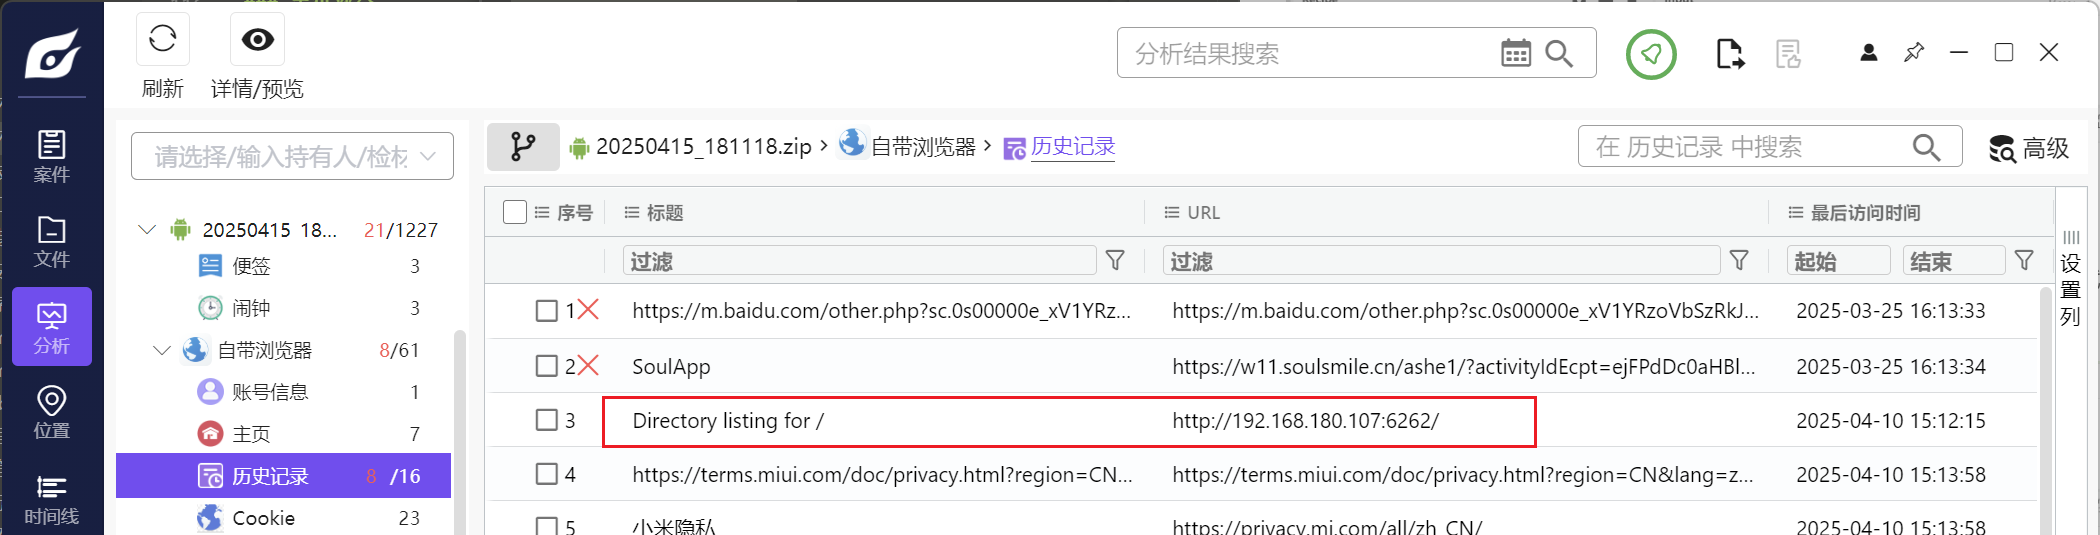 刷新
详情/预览
分析结果搜索
案件
文件
分析
位置
时间线
请选择/输入持有人/检材
20250415 18... 21/1227
便签 3
闹钟 3
自带浏览器 8/61
账号信息 1
主页 7
历史记录 8 /16
Cookie 23
20250415_181118.zip › 自带浏览器 › 历史记录
在 历史记录 中搜索
高级
序号 标题 URL 最后访问时间
过滤 过滤 起始 结束
设置列
1 https://m.baidu.com/other.php?sc.0s00000e_xV1YRz... https://m.baidu.com/other.php?sc.0s00000e_xV1YRzoVbSzRkJ... 2025-03-25 16:13:33
2 SoulApp https://w11.soulsmile.cn/ashe1/?activityIdEcpt=ejFPdDc0aHBl... 2025-03-25 16:13:34
3 Directory listing for / http://192.168.180.107:6262/ 2025-04-10 15:12:15
4 https://terms.miui.com/doc/privacy.html?region=CN... https://terms.miui.com/doc/privacy.html?region=CN&lang=z... 2025-04-10 15:13:58
5 小米隐私 https://privacy.mi.com/all/zh_CN/ 2025-04-10 15:13:58